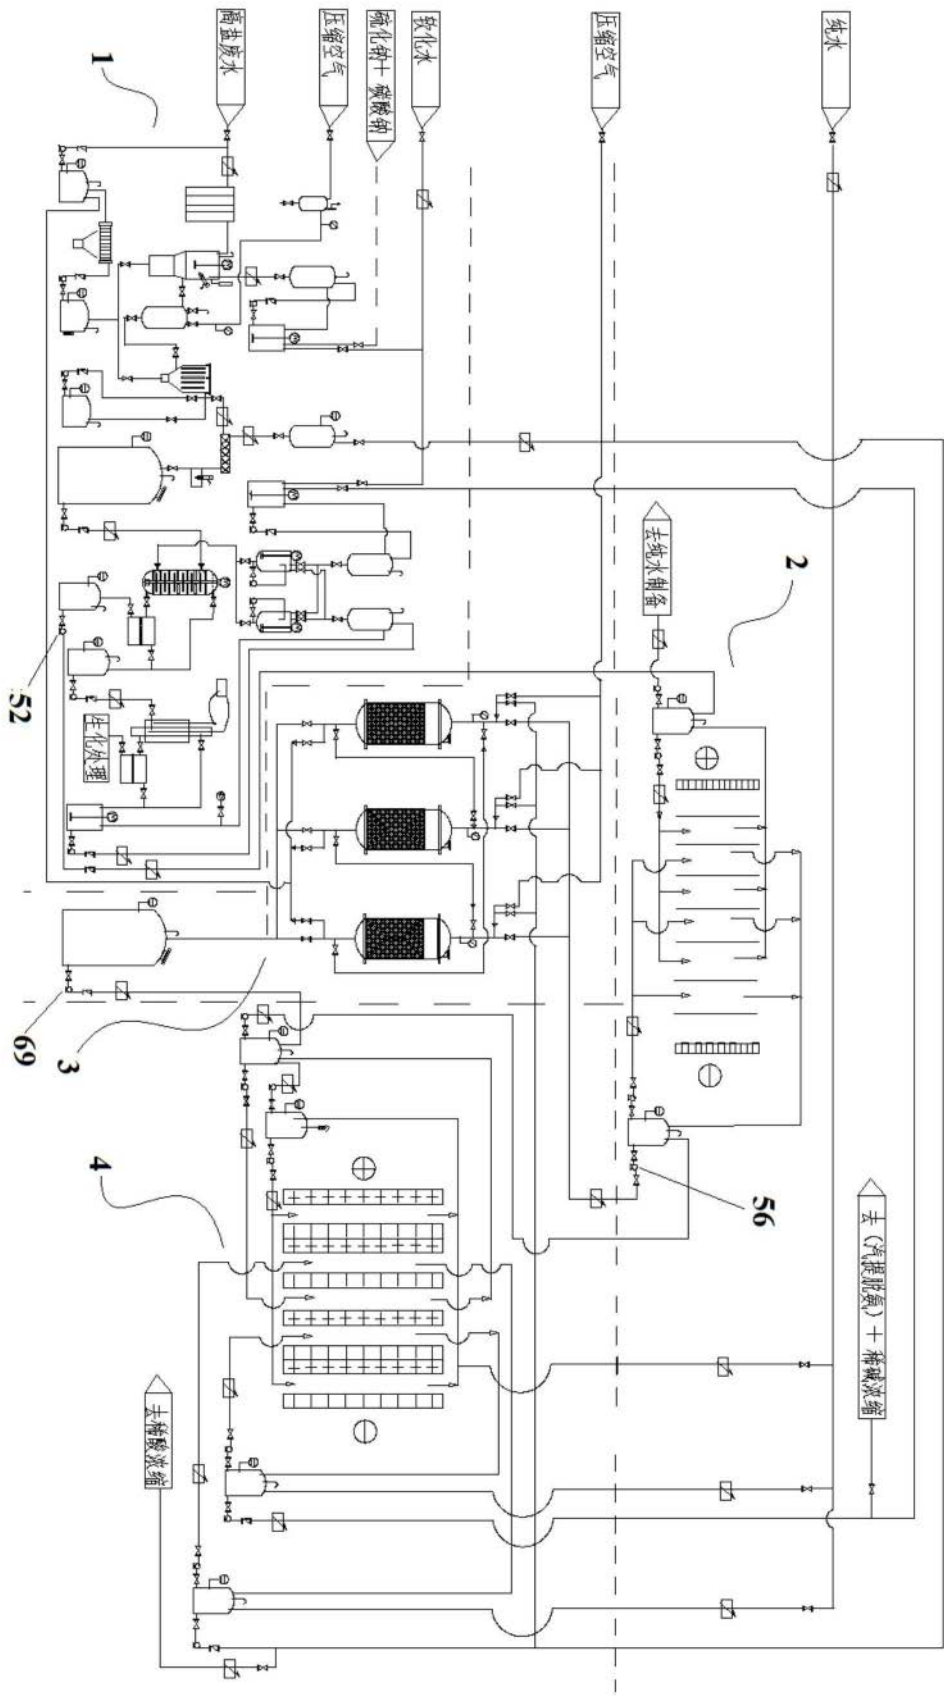 高盐废水
压缩空气
硫化钠+碳酸钠
软化水
压缩空气
纯水
1
去纯水制备
2
52
生化处理
69
3
4
56
去(汽提脱氨)+稀碱浓缩
去稀酸浓缩